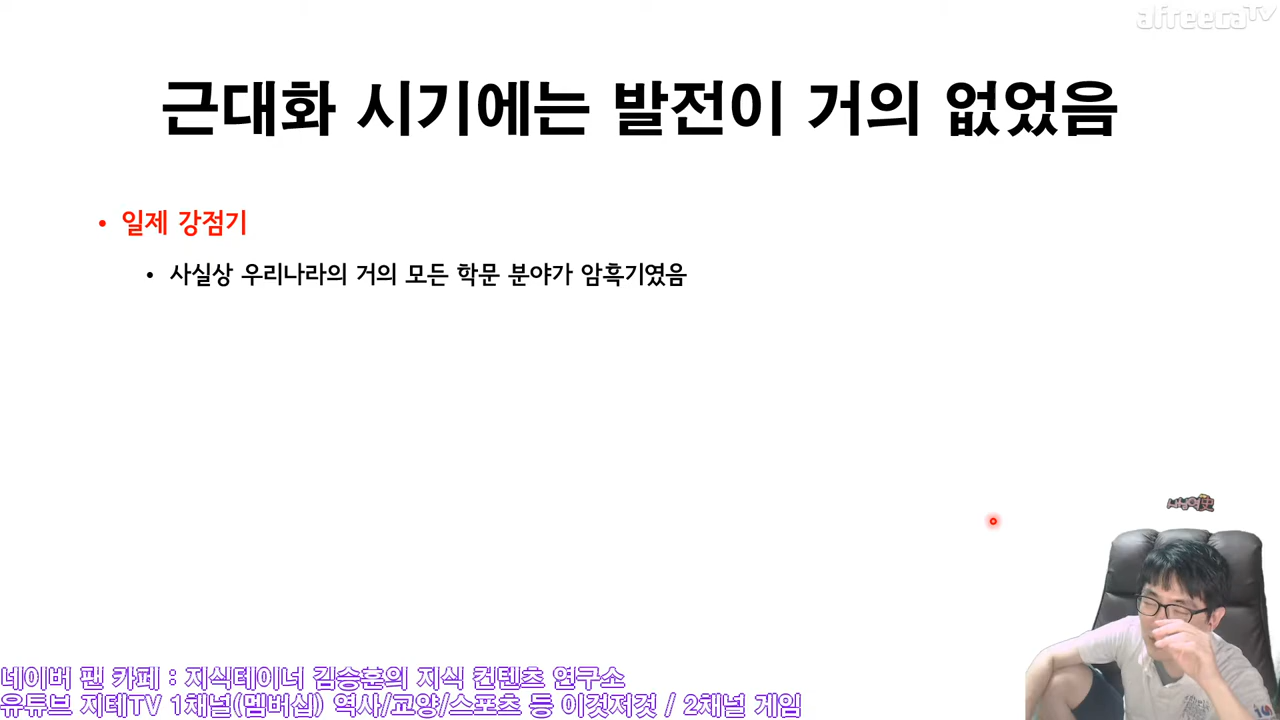 afreecaTV
근대화 시기에는 발전이 거의 없었음
• 일제 강점기
• 사실상 우리나라의 거의 모든 학문 분야가 암흑기였음
네이버 팬 카페 : 지식테이너 김승훈의 지식 컨텐츠 연구소
유튜브 지테TV 1채널(멤버십) 역사/교양/스포츠 등 이것저것 / 2채널 게임